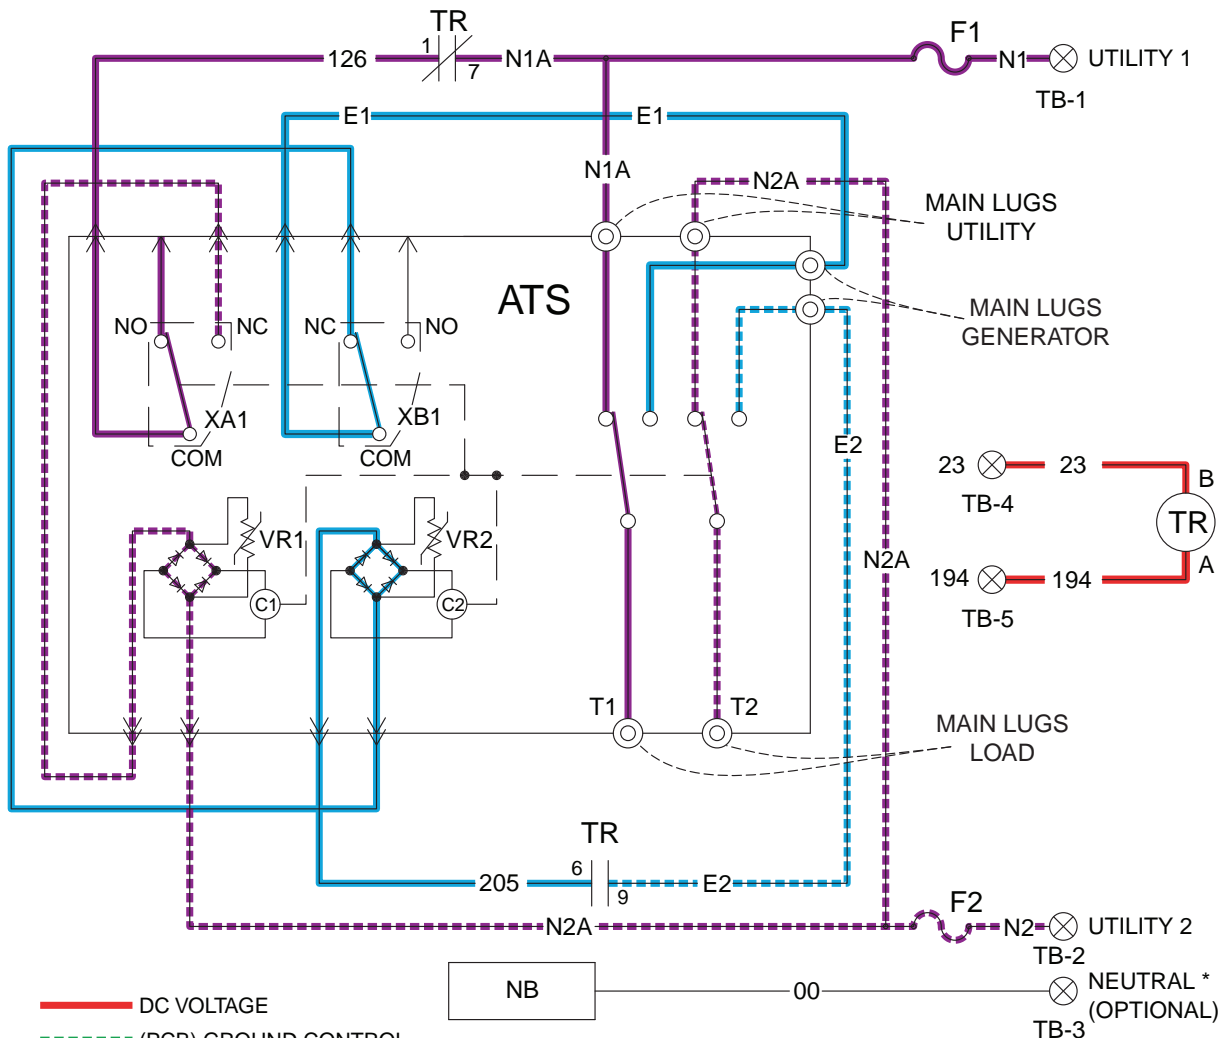 TR
F1
126
1
7
N1A
N1
UTILITY 1
TB-1
E1
E1
N1A
N2A
MAIN LUGS
UTILITY
ATS
MAIN LUGS
GENERATOR
NO
NC
NC
NO
XA1
XB1
COM
COM
E2
23
23
TB-4
B
TR
A
194
194
TB-5
VR1
VR2
N2A
C1
C2
T1
T2
MAIN LUGS
LOAD
TR
6
9
205
E2
N2A
F2
N2
UTILITY 2
TB-2
NB
00
NEUTRAL *
(OPTIONAL)
TB-3
DC VOLTAGE
(PCB) GROUND CONTROL